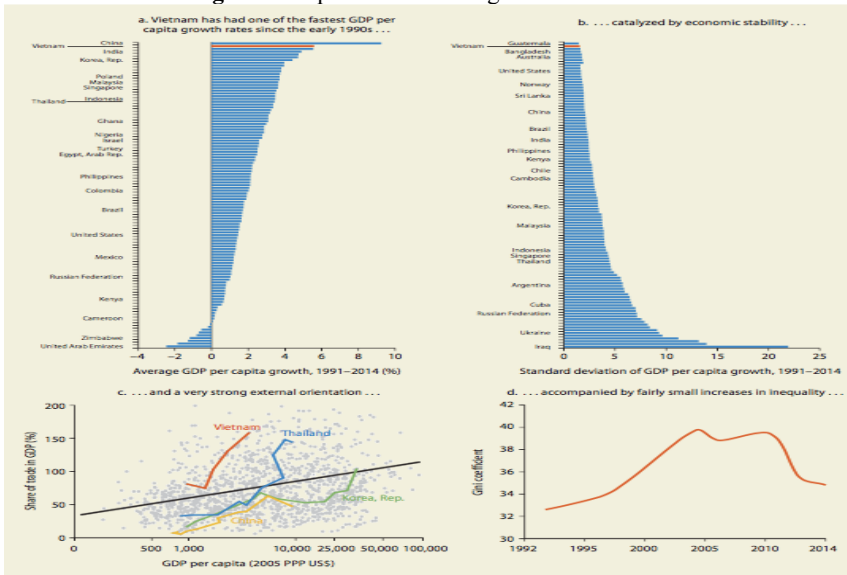 a. Vietnam has had one of the fastest GDP per
capita growth rates since the early 1990s . . .
China
Vietnam
India
Korea, Rep.
Poland
Malaysia
Singapore
Thailand
Indonesia
Ghana
Nigeria
Israel
Turkey
Egypt, Arab Rep.
Philippines
Colombia
Brazil
United States
Mexico
Russian Federation
Kenya
Cameroon
Zimbabwe
United Arab Emirates
−4 −2 0 2 4 6 8 10
Average GDP per capita growth, 1991–2014 (%)
b. . . . catalyzed by economic stability . . .
Guatemala
Vietnam
Bangladesh
Australia
United States
Norway
Sri Lanka
China
Brazil
India
Philippines
Kenya
Chile
Cambodia
Korea, Rep.
Malaysia
Indonesia
Singapore
Thailand
Argentina
Cuba
Russian Federation
Ukraine
Iraq
0 5 10 15 20 25
Standard deviation of GDP per capita growth, 1991–2014
c. . . . and a very strong external orientation . . .
Share of trade in GDP (%)
200
150
100
50
0
Vietnam
Thailand
Korea, Rep.
China
0 500 1,000 10,000 25,000 50,000 100,000
GDP per capita (2005 PPP US$)
d. . . . accompanied by fairly small increases in inequality . . .
Gini coefficient
42
40
38
36
34
32
30
1992 1995 2000 2005 2010 2014